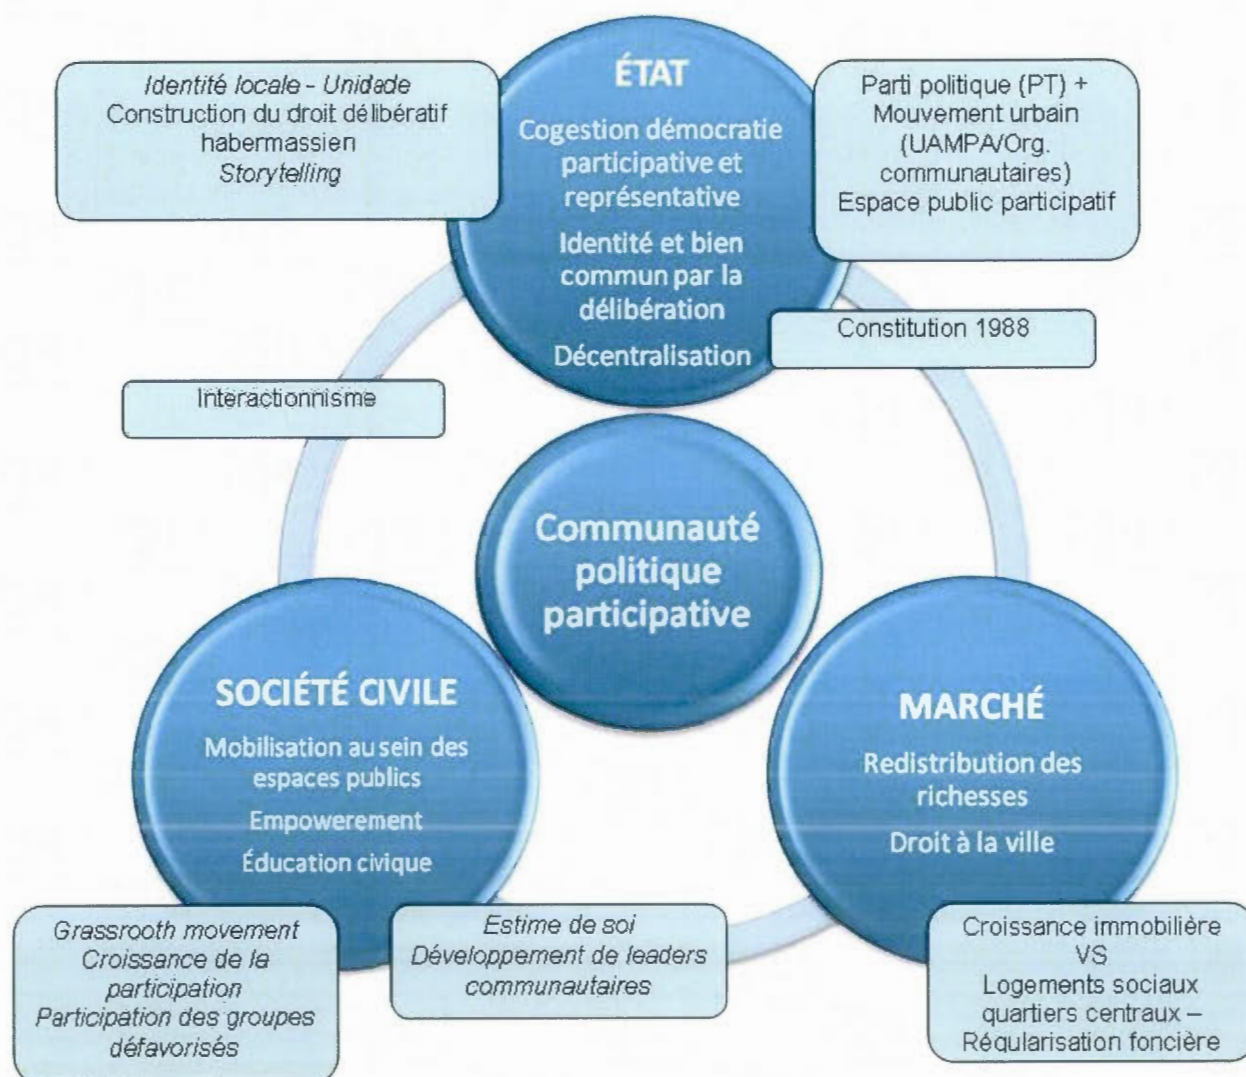 Identité locale - Unidade
Construction du droit délibératif
habermassien
Storytelling
ÉTAT
Cogestion démocratie
participative et
représentative
Identité et bien
commun par la
délibération
Décentralisation
Parti politique (PT) +
Mouvement urbain
(UAMPA/Org.
communautaires)
Espace public participatif
Constitution 1988
Interactionnisme
Communauté
politique
participative
SOCIÉTÉ CIVILE
Mobilisation au sein des
espaces publics
Empowerement
Éducation civique
MARCHÉ
Redistribution des
richesses
Droit à la ville
Grassrooth movement
Croissance de la
participation
Participation des groupes
défavorisés
Estime de soi
Développement de leaders
communautaires
Croissance immobilière
VS
Logements sociaux
quartiers centraux –
Régularisation foncière